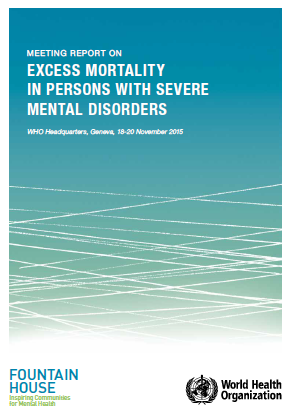 MEETING REPORT ON
EXCESS MORTALITY
IN PERSONS WITH SEVERE
MENTAL DISORDERS
WHO Headquarters, Geneva, 18-20 November 2015
FOUNTAIN
HOUSE
Inspiring Communities
for Mental Health
World Health
Organization